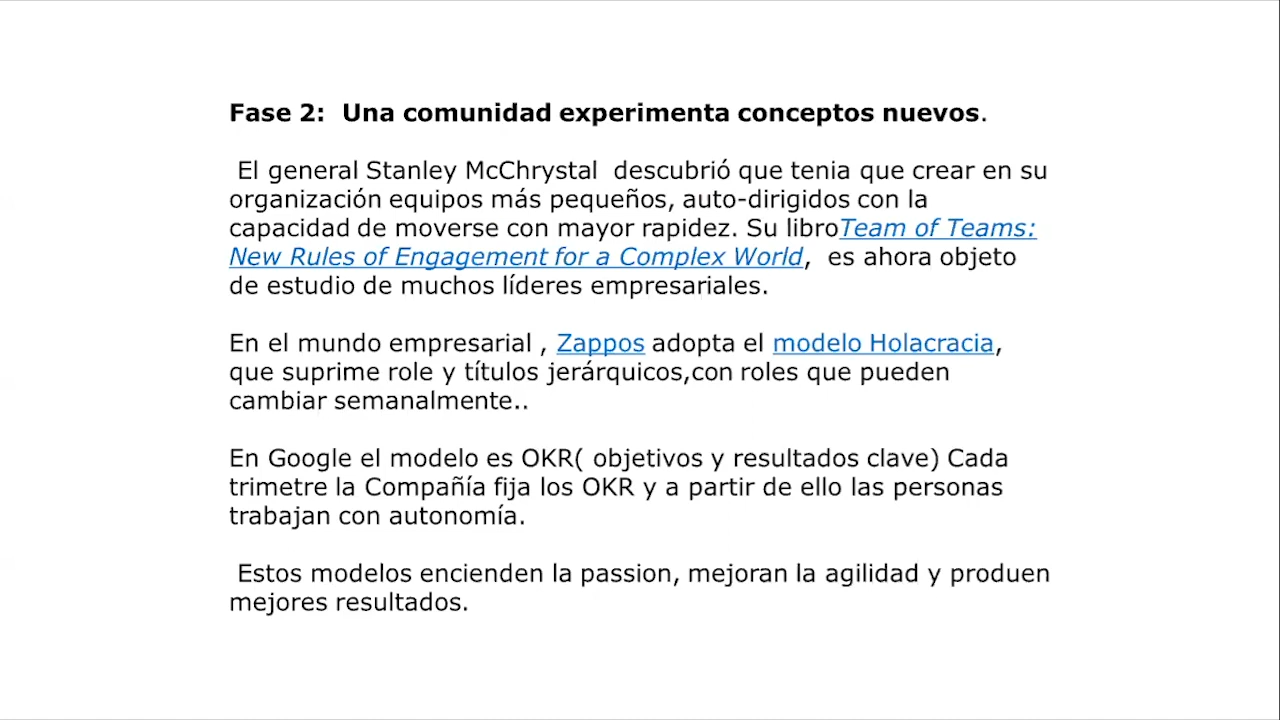 Fase 2:  Una comunidad experimenta conceptos nuevos.
El general Stanley McChrystal  descubrió que tenia que crear en su
organización equipos más pequeños, auto-dirigidos con la
capacidad de moverse con mayor rapidez. Su libroTeam of Teams:
New Rules of Engagement for a Complex World,  es ahora objeto
de estudio de muchos líderes empresariales.
En el mundo empresarial , Zappos adopta el modelo Holacracia,
que suprime role y títulos jerárquicos,con roles que pueden
cambiar semanalmente..
En Google el modelo es OKR( objetivos y resultados clave) Cada
trimetre la Compañía fija los OKR y a partir de ello las personas
trabajan con autonomía.
Estos modelos encienden la passion, mejoran la agilidad y produen
mejores resultados.